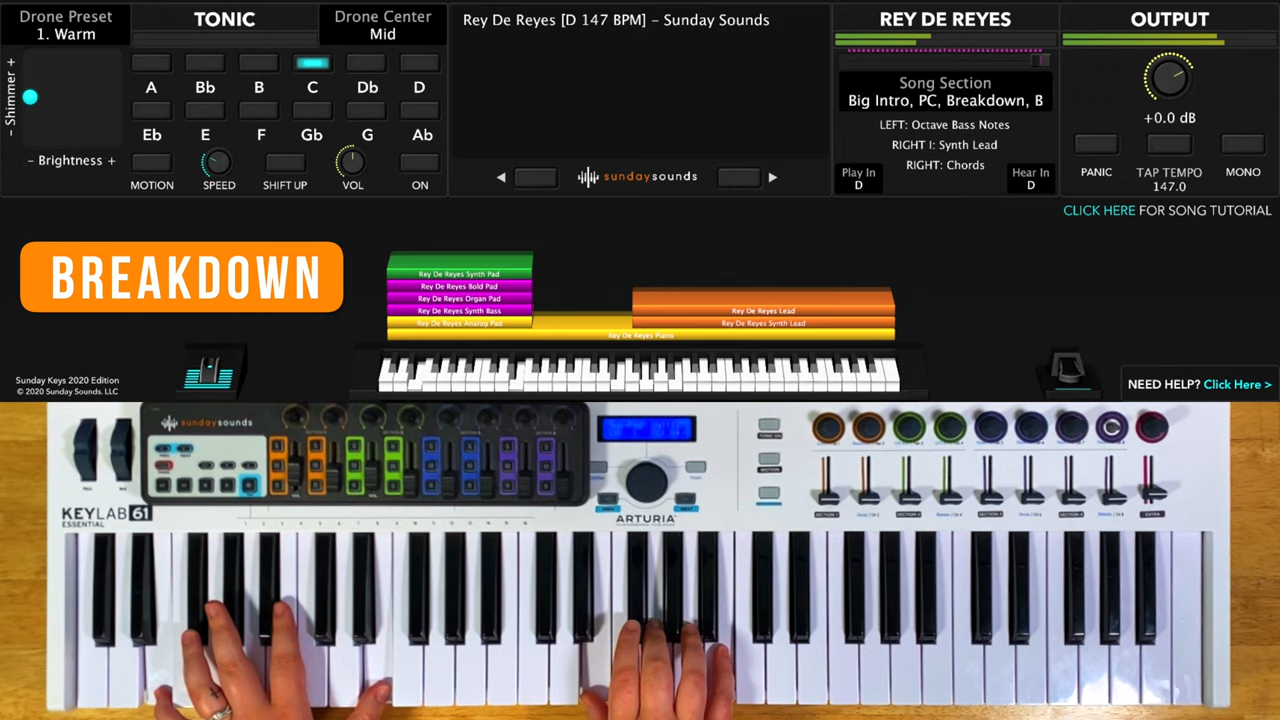 Drone Preset
1. Warm
TONIC
Drone Center
Mid
Rey De Reyes [D 147 BPM] – Sunday Sounds
REY DE REYES
OUTPUT
– Shimmer +
A Bb B C Db D
Eb E F Gb G Ab
– Brightness +
MOTION SPEED SHIFT UP VOL ON
sundaysounds
Song Section
Big Intro, PC, Breakdown, B
LEFT: Octave Bass Notes
RIGHT I: Synth Lead
RIGHT: Chords
Play In
D
Hear In
D
+0.0 dB
PANIC TAP TEMPO MONO
147.0
CLICK HERE FOR SONG TUTORIAL
BREAKDOWN
Rey De Reyes Synth Pad
Rey De Reyes Bold Pad
Rey De Reyes Organ Pad
Rey De Reyes Synth Bass
Rey De Reyes Analog Pad
Rey De Reyes Lead
Rey De Reyes Synth Lead
Rey De Reyes Piano
Sunday Keys 2020 Edition
© 2020 Sunday Sounds. LLC
NEED HELP? Click Here >
sundaysounds
KEYLAB 61
ESSENTIAL
ARTURIA